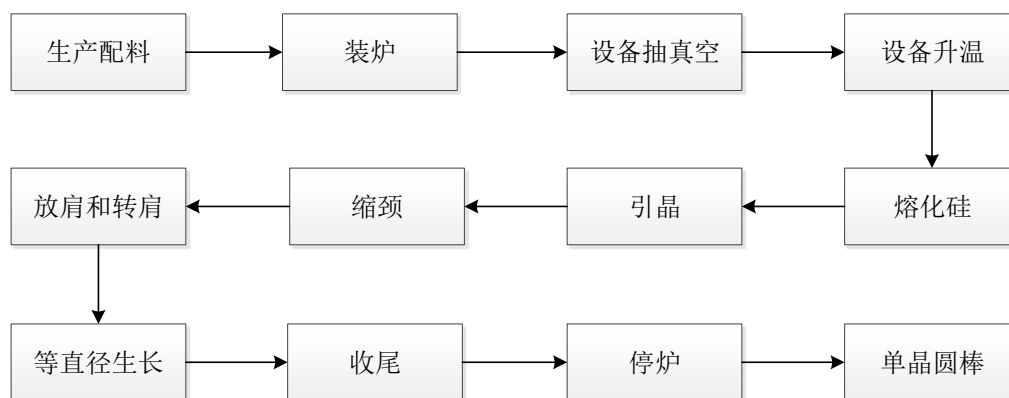 生产配料
装炉
设备抽真空
设备升温
熔化硅
引晶
缩颈
放肩和转肩
等直径生长
收尾
停炉
单晶圆棒